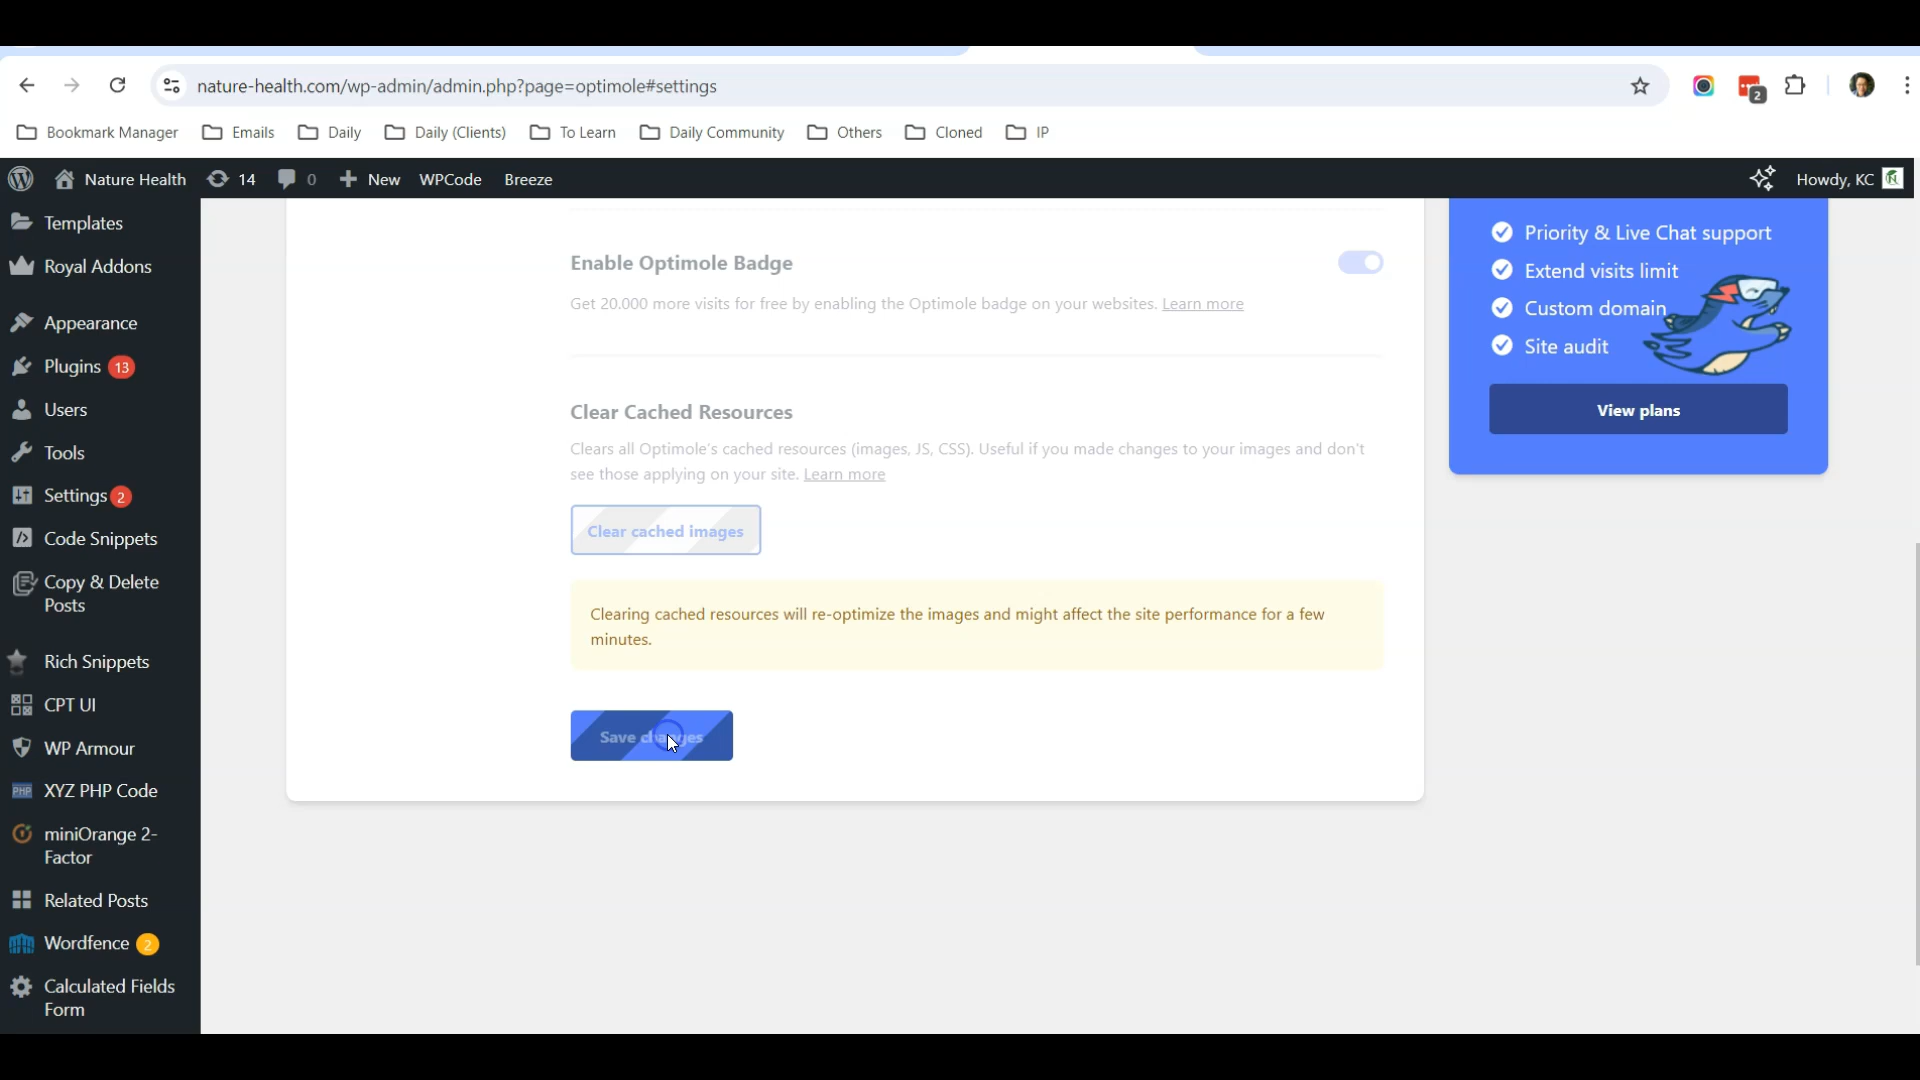 nature-health.com/wp-admin/admin.php?page=optimole#settings
2
Bookmark Manager Emails Daily Daily (Clients) To Learn Daily Community Others Cloned IP
Nature Health 14 0 New WPCode Breeze Howdy, KC
Templates
Royal Addons
Appearance
Plugins 13
Users
Tools
Settings 2
Code Snippets
Copy & Delete
Posts
Rich Snippets
CPT UI
WP Armour
PHP XYZ PHP Code
miniOrange 2-
Factor
Related Posts
Wordfence 2
Calculated Fields
Form
Enable Optimole Badge
Get 20.000 more visits for free by enabling the Optimole badge on your websites. Learn more
Clear Cached Resources
Clears all Optimole's cached resources (images, JS, CSS). Useful if you made changes to your images and don't
see those applying on your site. Learn more
Clear cached images
Clearing cached resources will re-optimize the images and might affect the site performance for a few
minutes.
Save changes
Priority & Live Chat support
Extend visits limit
Custom domain
Site audit
View plans